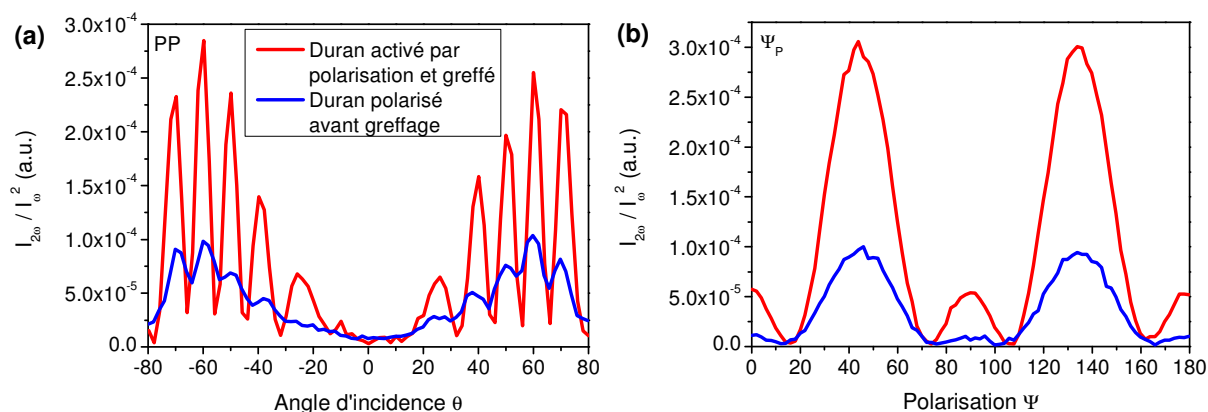 (a)
PP
Duran activé par
polarisation et greffé
Duran polarisé
avant greffage
I2ω / Iω² (a.u.)
3.0x10⁻⁴
2.5x10⁻⁴
2.0x10⁻⁴
1.5x10⁻⁴
1.0x10⁻⁴
5.0x10⁻⁵
0.0
-80 -60 -40 -20 0 20 40 60 80
Angle d'incidence θ
(b)
ΨP
I2ω / Iω² (a.u.)
3.0x10⁻⁴
2.5x10⁻⁴
2.0x10⁻⁴
1.5x10⁻⁴
1.0x10⁻⁴
5.0x10⁻⁵
0.0
0 20 40 60 80 100 120 140 160 180
Polarisation Ψ